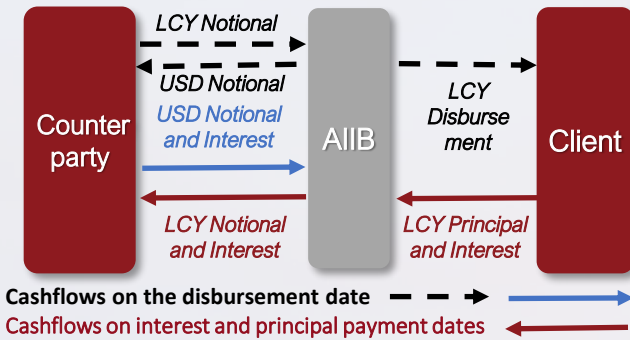 LCY Notional
USD Notional
USD Notional
and Interest
LCY Notional
and Interest
Counter
party
AIIB
LCY
Disburse
ment
LCY Principal
and Interest
Client
Cashflows on the disbursement date
Cashflows on interest and principal payment dates